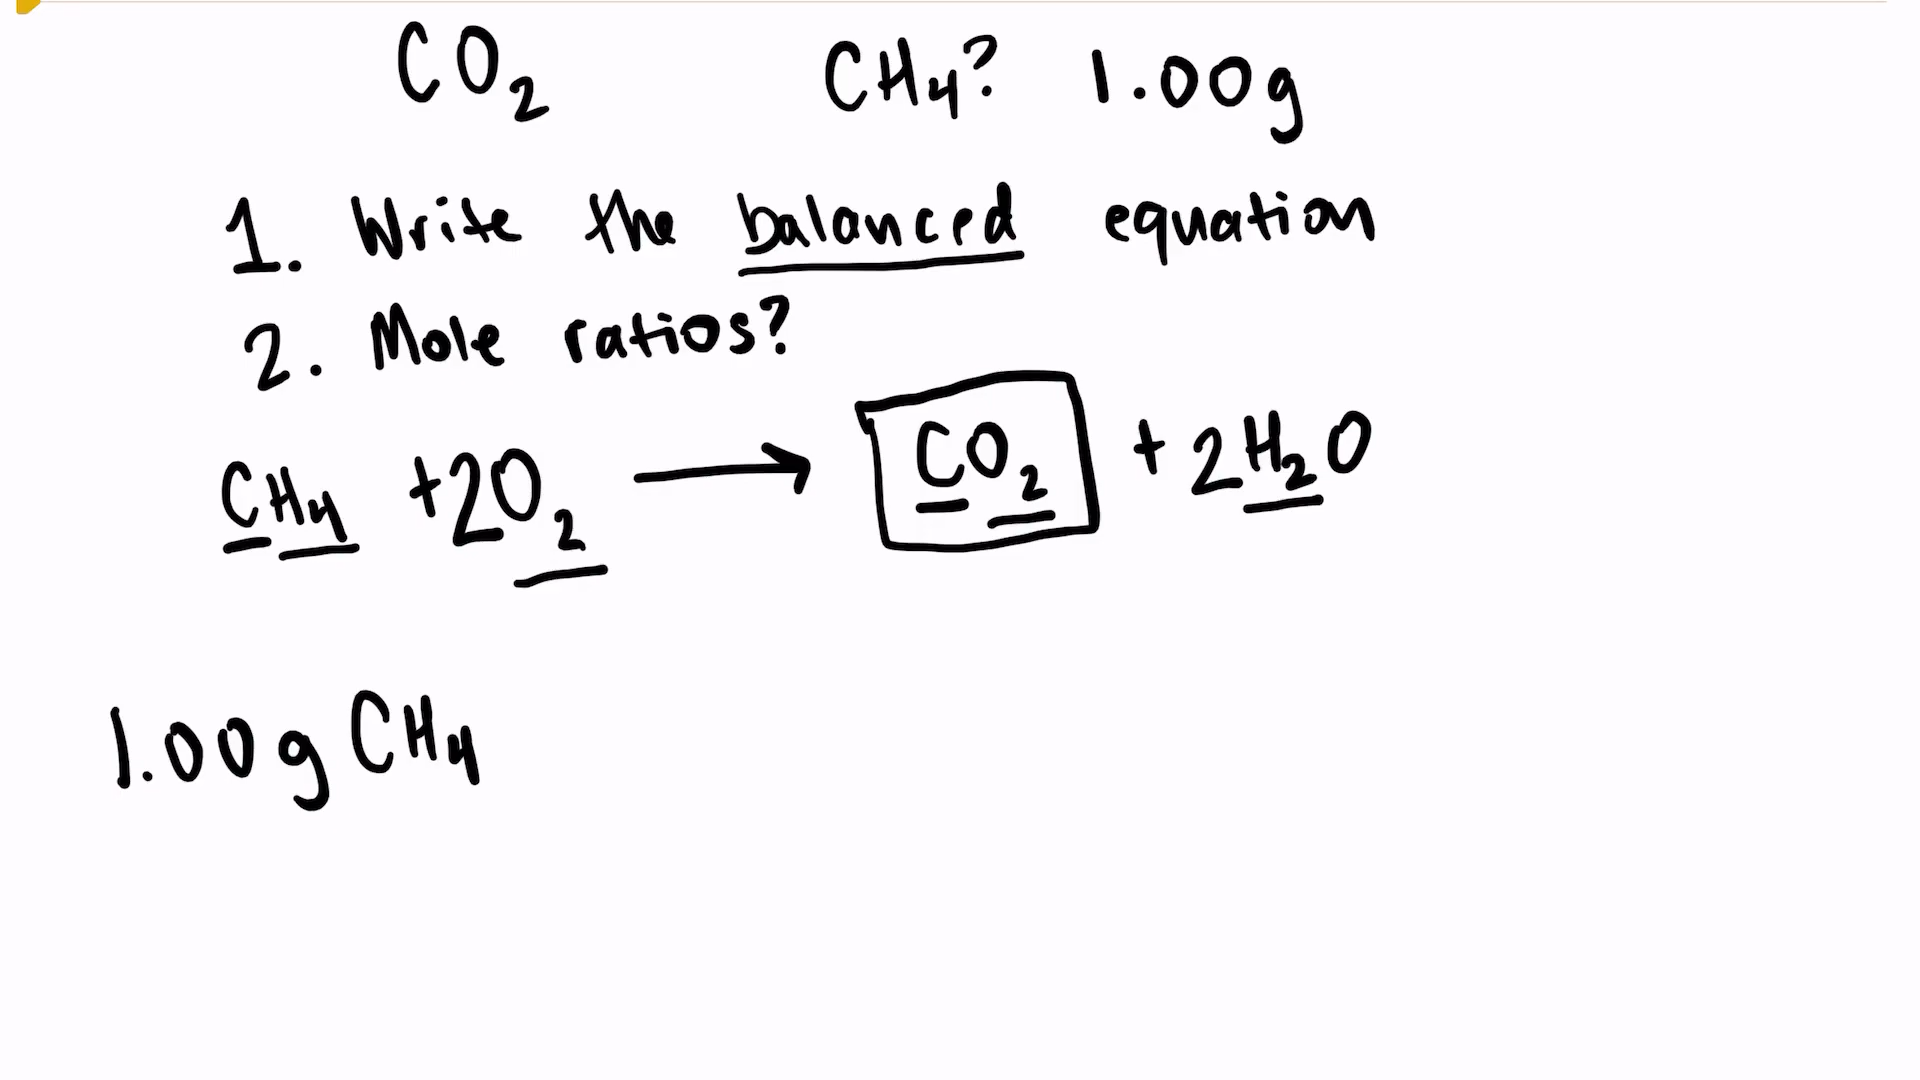 CO₂ CH₄? 1.00g
1. Write the balanced equation
2. Mole ratios?
CH₄ +2O₂ → CO₂ + 2H₂O
1.00g CH₄